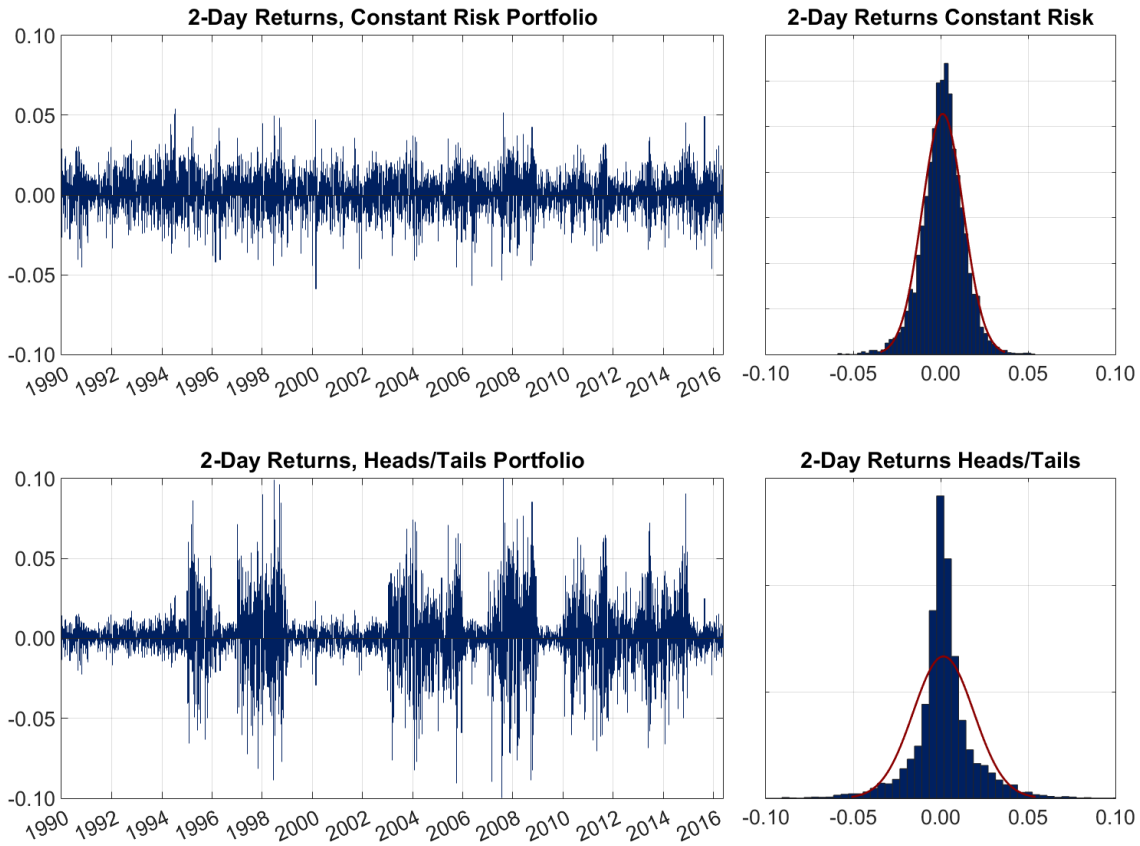 2-Day Returns, Constant Risk Portfolio
0.10
0.05
0.00
-0.05
-0.10
1990 1992 1994 1996 1998 2000 2002 2004 2006 2008 2010 2012 2014 2016
2-Day Returns Constant Risk
-0.10 -0.05 0.00 0.05 0.10
2-Day Returns, Heads/Tails Portfolio
0.10
0.05
0.00
-0.05
-0.10
1990 1992 1994 1996 1998 2000 2002 2004 2006 2008 2010 2012 2014 2016
2-Day Returns Heads/Tails
-0.10 -0.05 0.00 0.05 0.10